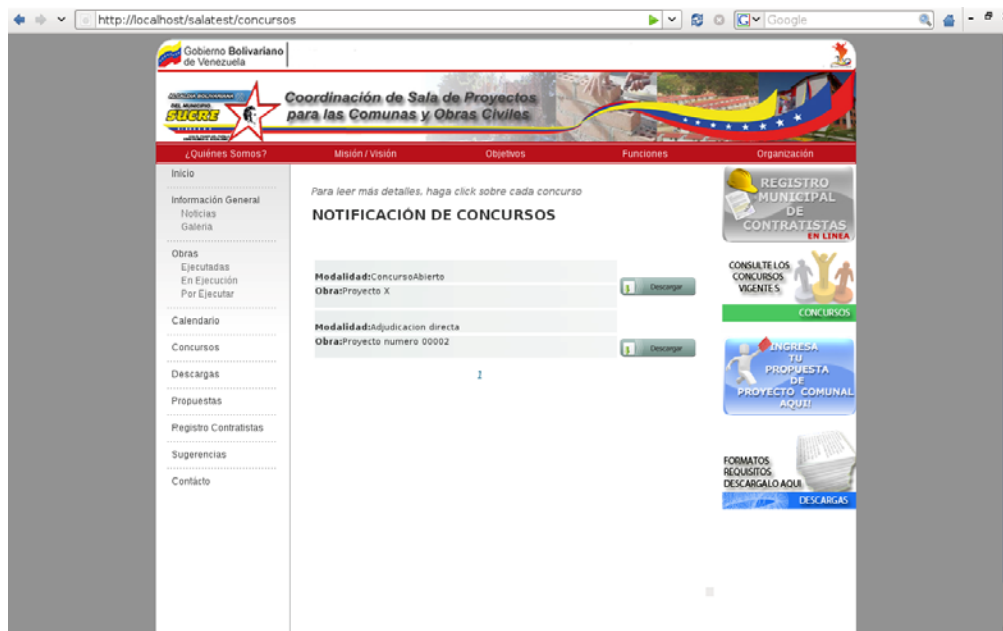 http://localhost/salatest/concursos
Google
Gobierno Bolivariano
de Venezuela
DEL MUNICIPIO
SUCRE
Coordinación de Sala de Proyectos
para las Comunas y Obras Civiles
¿Quiénes Somos?
Misión / Visión
Objetivos
Funciones
Organización
Inicio
Información General
Noticias
Galeria
Obras
Ejecutadas
En Ejecución
Por Ejecutar
Calendario
Concursos
Descargas
Propuestas
Registro Contratistas
Sugerencias
Contácto
Para leer más detalles, haga click sobre cada concurso
NOTIFICACIÓN DE CONCURSOS
Modalidad:ConcursoAbierto
Obra:Proyecto X
Descargar
Modalidad:Adjudicacion directa
Obra:Proyecto numero 00002
Descargar
1
REGISTRO
MUNICIPAL
DE
CONTRATISTAS
EN LINEA
CONSULTE LOS
CONCURSOS
VIGENTES
CONCURSOS
INGRESA
TU
PROPUESTA
DE
PROYECTO COMUNAL
AQUI!
FORMATOS
REQUISITOS
DESCARGALO AQUI
DESCARGAS